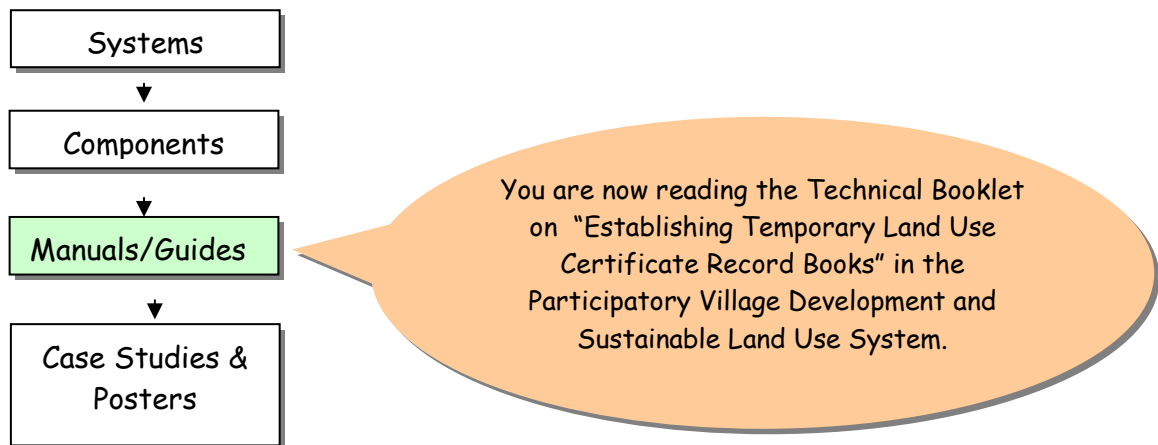 Systems
Components
Manuals/Guides
Case Studies &
Posters
You are now reading the Technical Booklet
on “Establishing Temporary Land Use
Certificate Record Books” in the
Participatory Village Development and
Sustainable Land Use System.